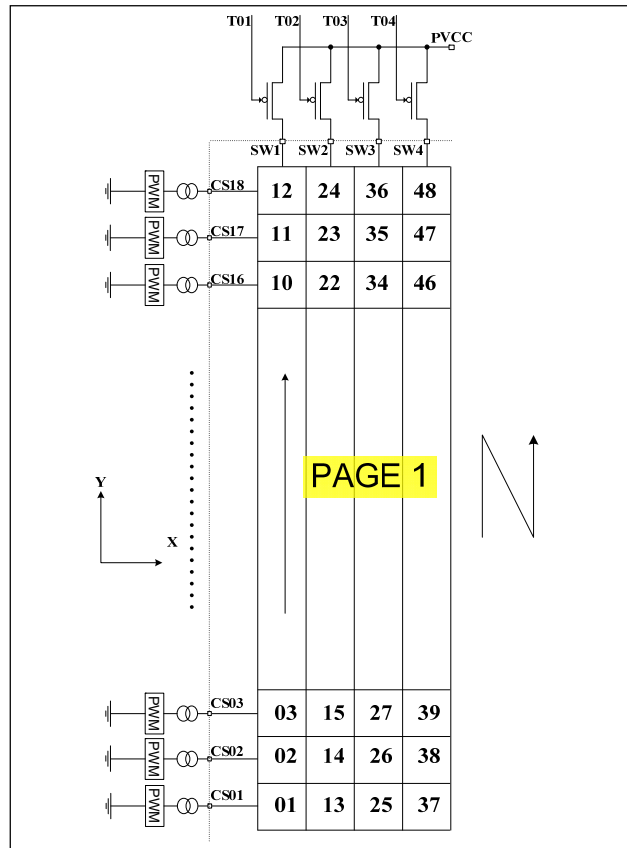 T01 T02 T03 T04
PVCC
SW1 SW2 SW3 SW4
PWM CS18 12 24 36 48
PWM CS17 11 23 35 47
PWM CS16 10 22 34 46
PAGE 1
Y
X
PWM CS03 03 15 27 39
PWM CS02 02 14 26 38
PWM CS01 01 13 25 37